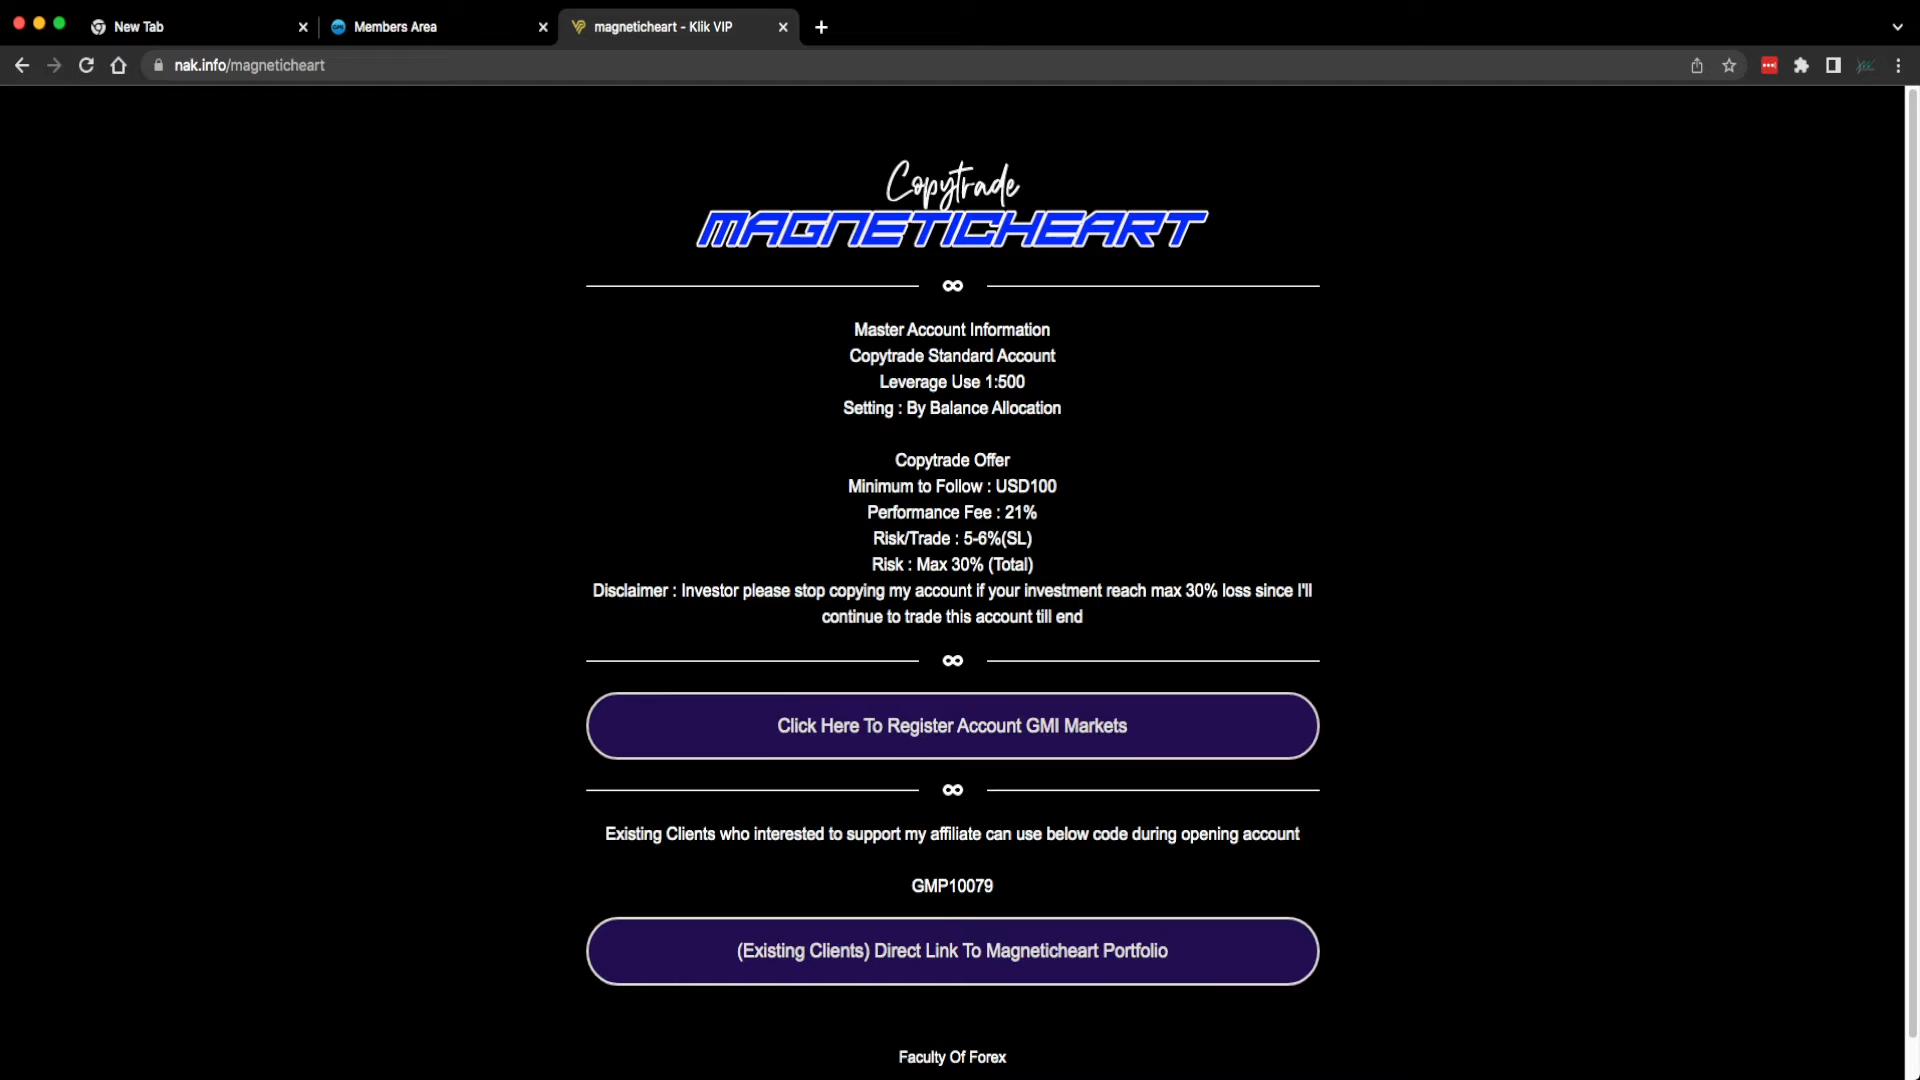 New Tab
Members Area
magneticheart - Klik VIP
nak.info/magneticheart
Copytrade
MAGNETICHEART
Master Account Information
Copytrade Standard Account
Leverage Use 1:500
Setting : By Balance Allocation
Copytrade Offer
Minimum to Follow : USD100
Performance Fee : 21%
Risk/Trade : 5-6%(SL)
Risk : Max 30% (Total)
Disclaimer : Investor please stop copying my account if your investment reach max 30% loss since I'll
continue to trade this account till end
Click Here To Register Account GMI Markets
Existing Clients who interested to support my affiliate can use below code during opening account
GMP10079
(Existing Clients) Direct Link To Magneticheart Portfolio
Faculty Of Forex